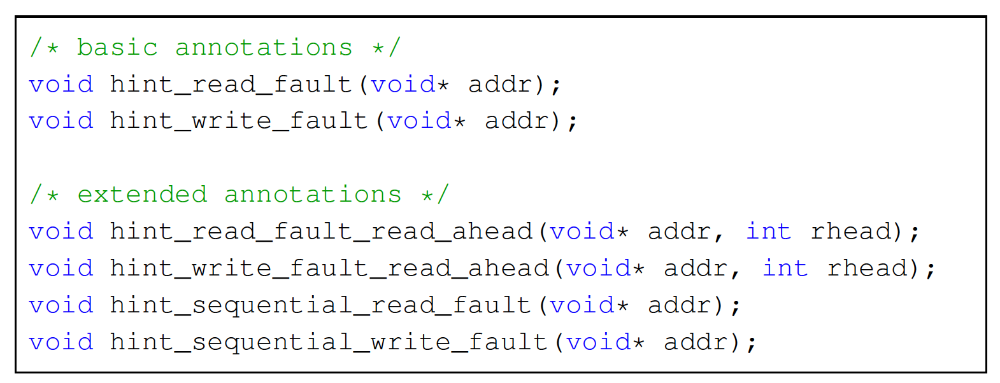 /* basic annotations */
void hint_read_fault(void* addr);
void hint_write_fault(void* addr);
/* extended annotations */
void hint_read_fault_read_ahead(void* addr, int rhead);
void hint_write_fault_read_ahead(void* addr, int rhead);
void hint_sequential_read_fault(void* addr);
void hint_sequential_write_fault(void* addr);